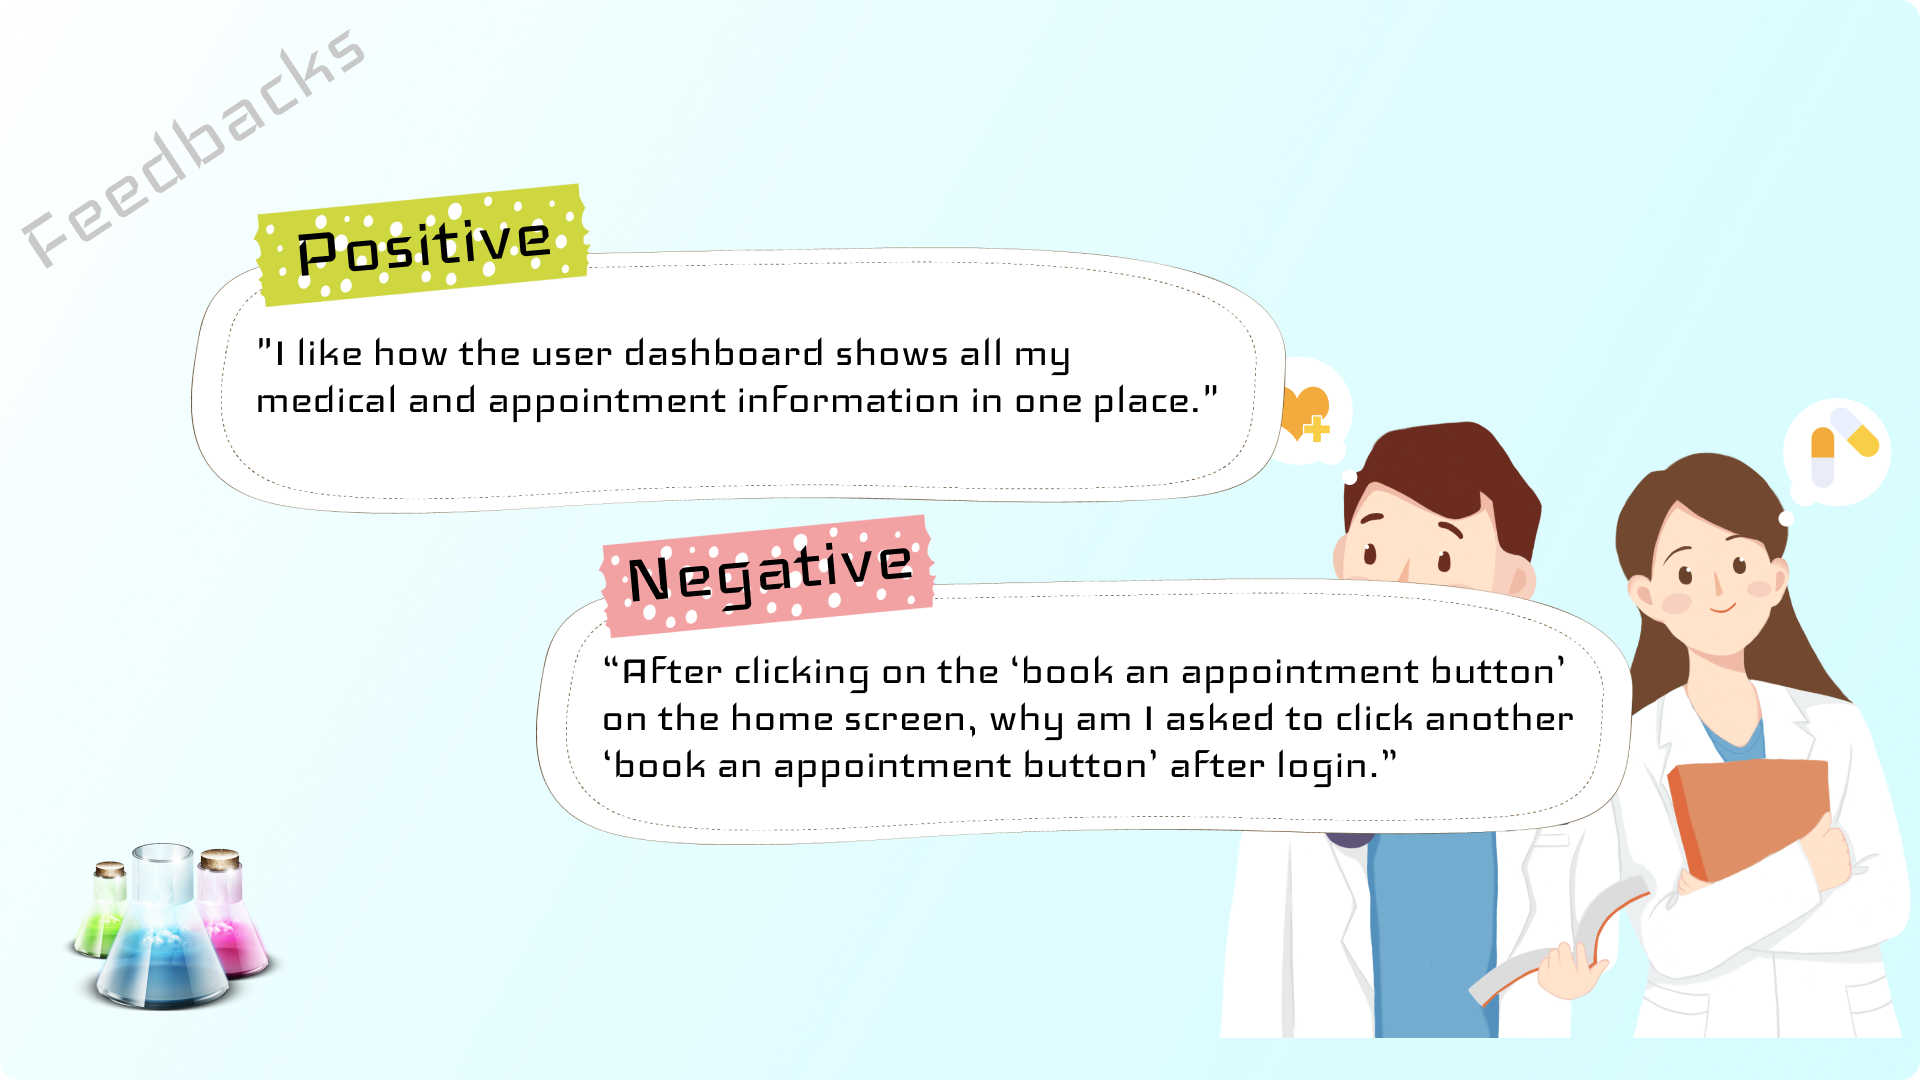 Feedbacks
Positive
"I like how the user dashboard shows all my
medical and appointment information in one place."
Negative
“After clicking on the ‘book an appointment button’
on the home screen, why am I asked to click another
‘book an appointment button’ after login.”